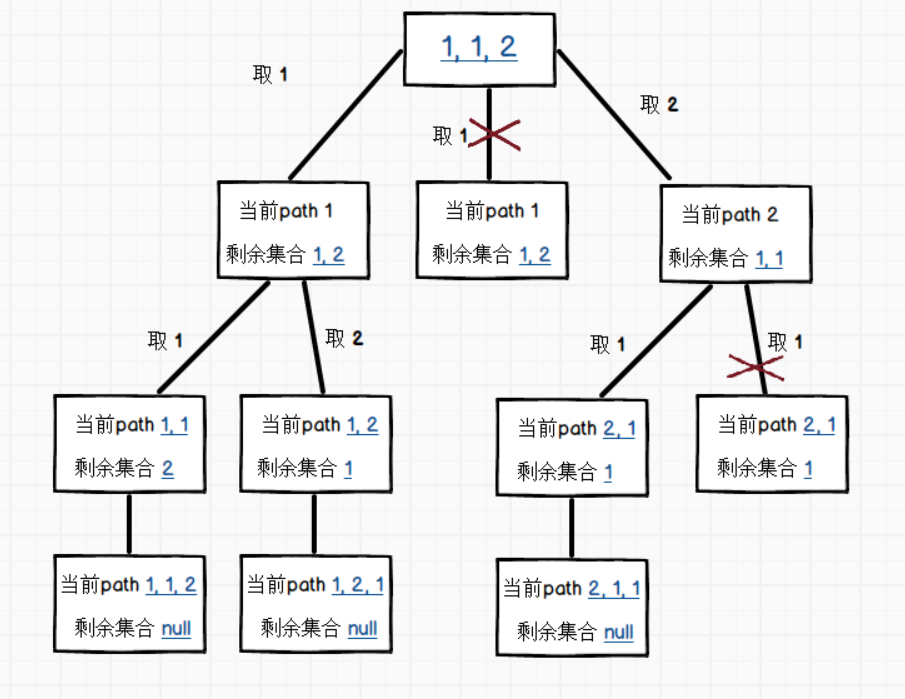 1, 1, 2
取 1
取 1
取 2
当前path 1
剩余集合 1, 2
当前path 1
剩余集合 1, 2
当前path 2
剩余集合 1, 1
取 1
取 2
取 1
取 1
当前path 1, 1
剩余集合 2
当前path 1, 2
剩余集合 1
当前path 2, 1
剩余集合 1
当前path 2, 1
剩余集合 1
当前path 1, 1, 2
剩余集合 null
当前path 1, 2, 1
剩余集合 null
当前path 2, 1, 1
剩余集合 null